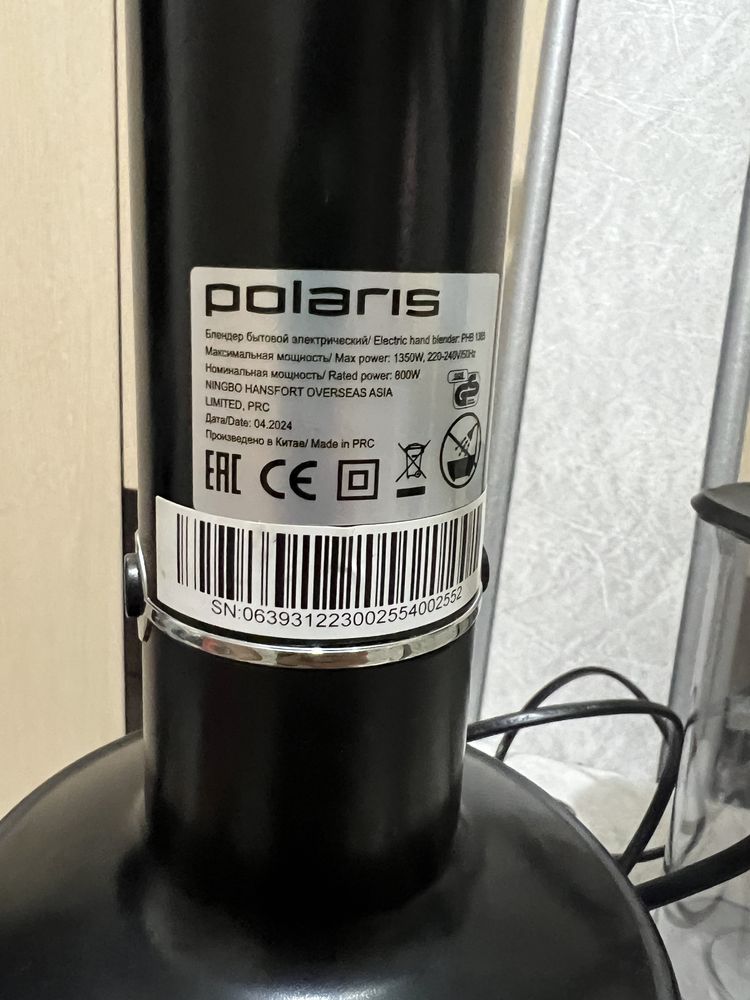 polaris
Блендер бытовой электрический/ Electric hand blender: PHB
Максимальная мощность/ Max power: 1350W, 220-240V/50Hz
Номинальная мощность/ Rated power: 800W
NINGBO HANSFORT OVERSEAS ASIA
LIMITED, PRC
Дата/Date: 04.2024
Произведено в Китае/ Made in PRC
GS
EAC CE
SN:063931223002554002552